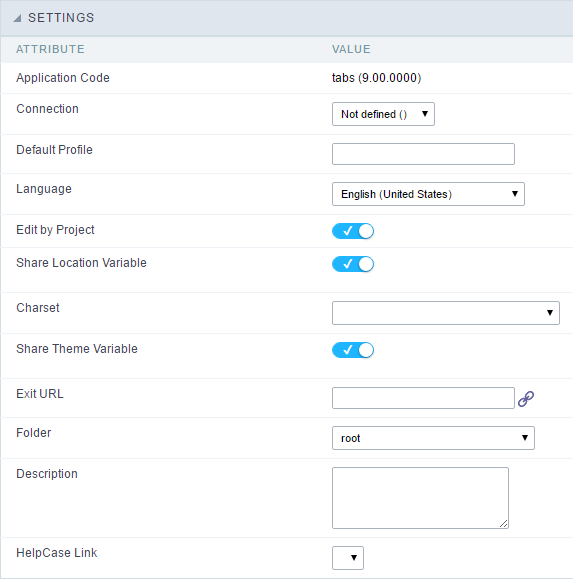 SETTINGS
ATTRIBUTE VALUE
Application Code tabs (9.00.0000)
Connection Not defined ()
Default Profile
Language English (United States)
Edit by Project
Share Location Variable
Charset
Share Theme Variable
Exit URL
Folder root
Description
HelpCase Link